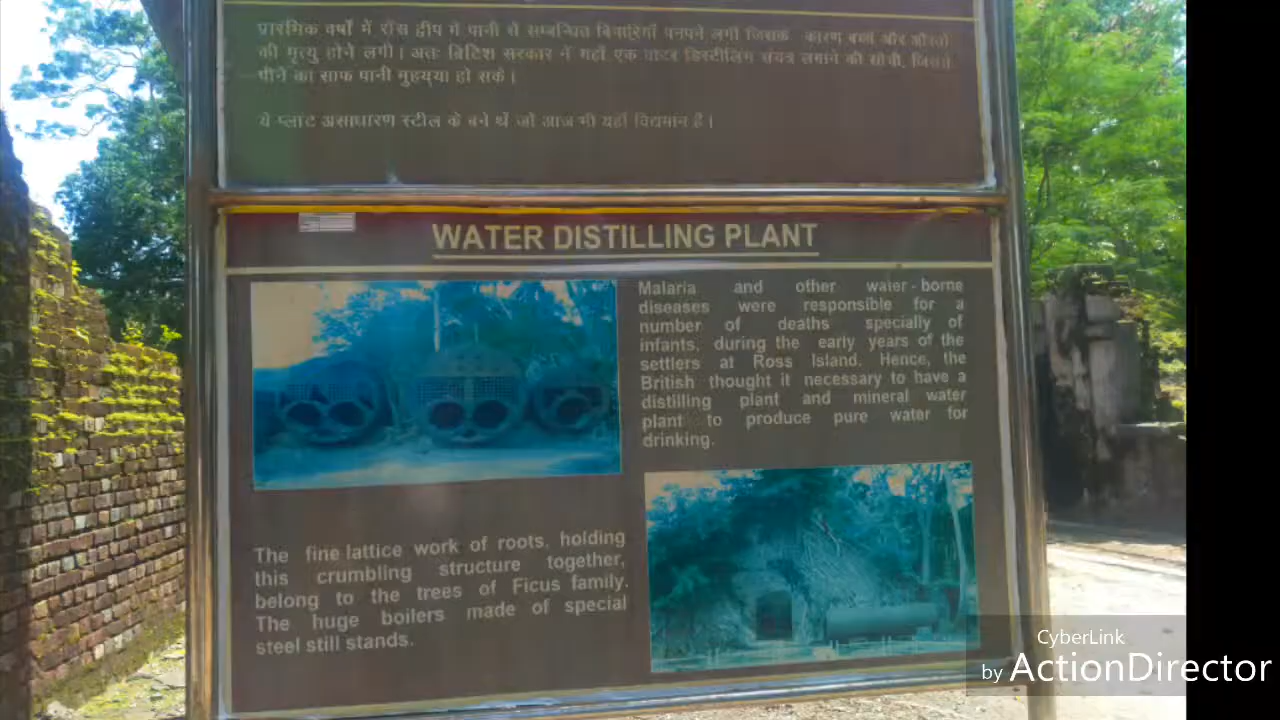 प्रारंमिक वर्षों में रॉस द्वीप में पानी से सम्बन्धित बिमारियाँ पनपने लगी जिसके कारण बच्चों और औरतों
की मृत्यु होने लगी। अतः ब्रिटिश सरकार ने यहाँ एक वाटर डिस्टीलिंग संयंत्र लगाने की सोची, जिससे
पीने का साफ पानी मुहय्या हो सके।
ये प्लांट असाधारण स्टील के बने थें जो आज भी यहाँ विद्यमान है।
WATER DISTILLING PLANT
Malaria and other water-borne
diseases were responsible for a
number of deaths specially of
infants, during the early years of the
settlers at Ross Island. Hence, the
British thought it necessary to have a
distilling plant and mineral water
plant to produce pure water for
drinking.
The fine lattice work of roots, holding
this crumbling structure together,
belong to the trees of Ficus family.
The huge boilers made of special
steel still stands.
CyberLink
by ActionDirector